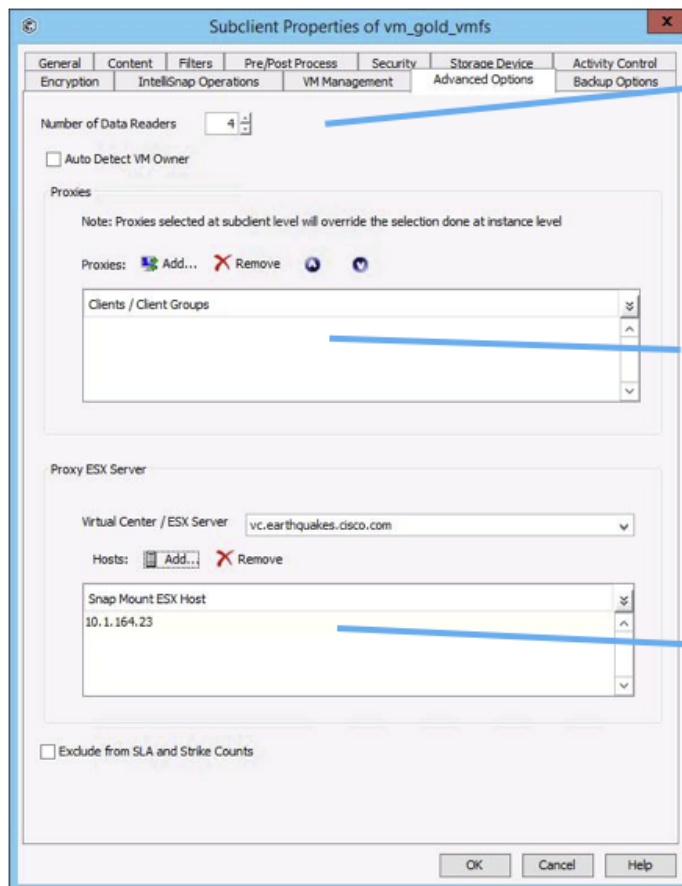 Subclient Properties of vm_gold_vmfs
x
General Content Filters Pre/Post Process Security Storage Device Activity Control
Encryption IntelliSnap Operations VM Management Advanced Options Backup Options
Number of Data Readers 4
Auto Detect VM Owner
Proxies
Note: Proxies selected at subclient level will override the selection done at instance level
Proxies: Add... Remove
Clients / Client Groups
Proxy ESX Server
Virtual Center / ESX Server vc.earthquakes.cisco.com
Hosts: Add... Remove
Snap Mount ESX Host
10.1.164.23
Exclude from SLA and Strike Counts
OK Cancel Help